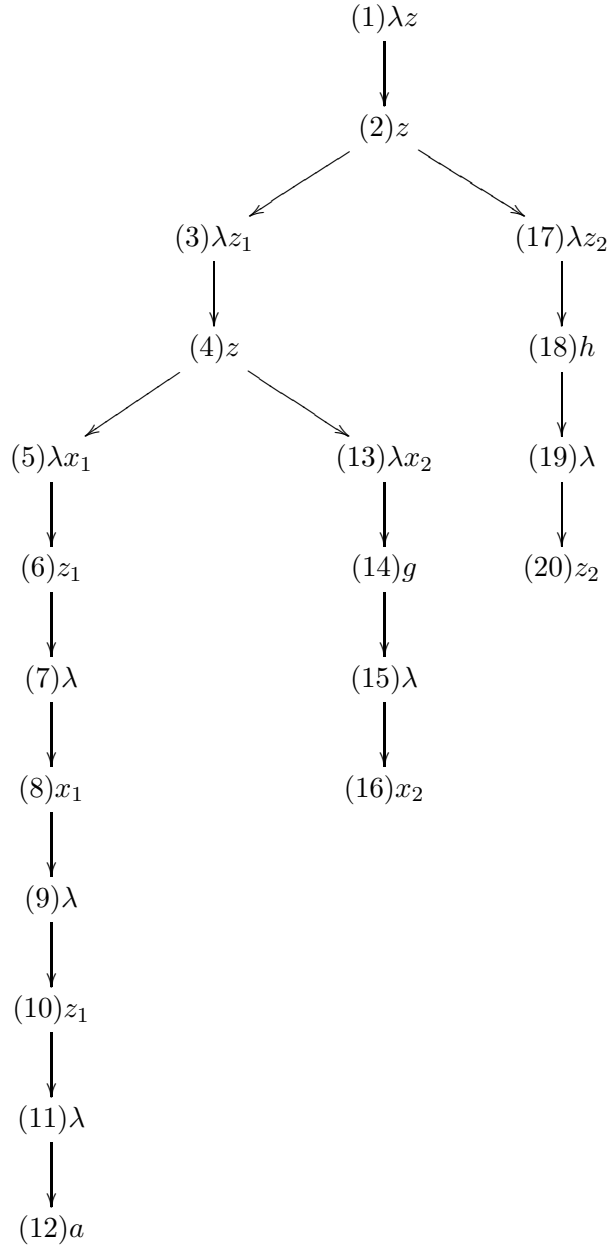 (1)λz
(2)z
(3)λz₁ (17)λz₂
(4)z (18)h
(5)λx₁ (13)λx₂ (19)λ
(6)z₁ (14)g (20)z₂
(7)λ (15)λ
(8)x₁ (16)x₂
(9)λ
(10)z₁
(11)λ
(12)a